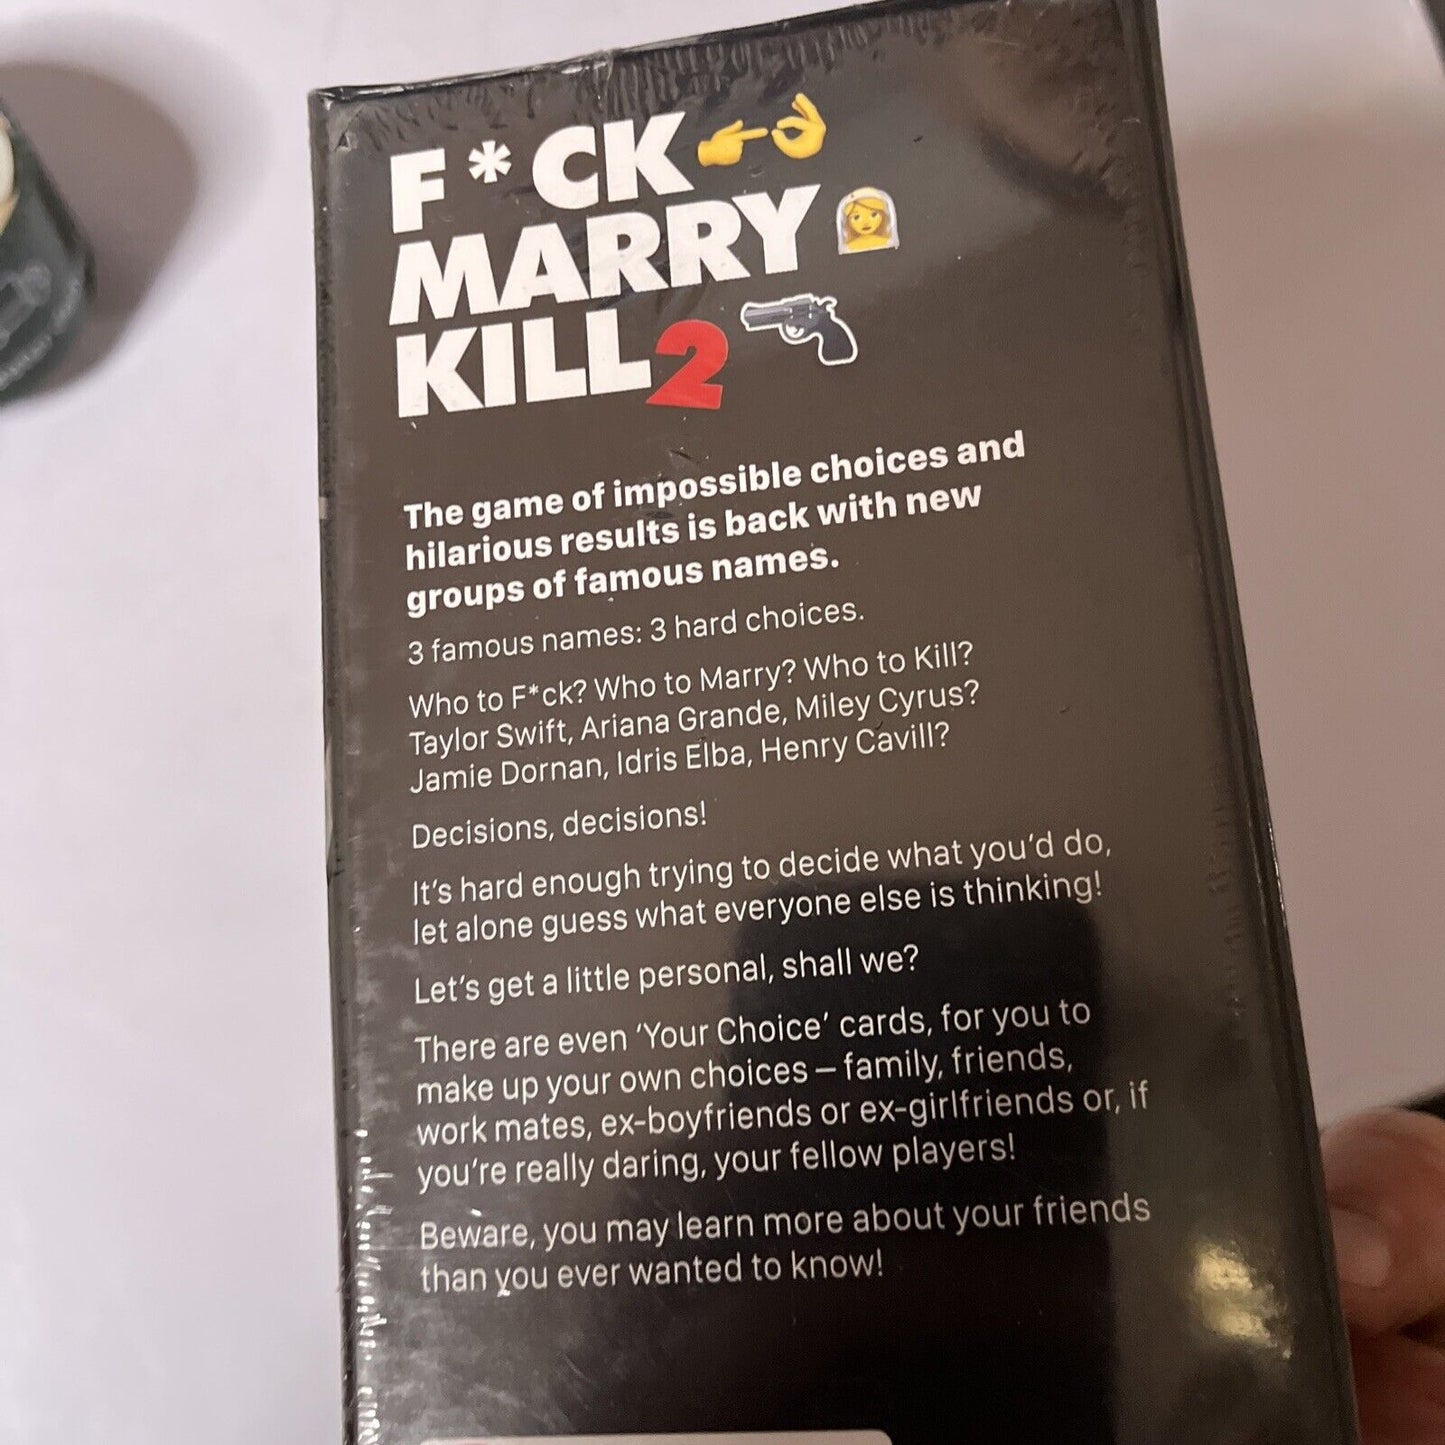 F*CK
MARRY
KILL 2
The game of impossible choices and
hilarious results is back with new
groups of famous names.
3 famous names: 3 hard choices.
Who to F*ck? Who to Marry? Who to Kill?
Taylor Swift, Ariana Grande, Miley Cyrus?
Jamie Dornan, Idris Elba, Henry Cavill?
Decisions, decisions!
It's hard enough trying to decide what you'd do,
let alone guess what everyone else is thinking!
Let's get a little personal, shall we?
There are even 'Your Choice' cards, for you to
make up your own choices – family, friends,
work mates, ex-boyfriends or ex-girlfriends or, if
you're really daring, your fellow players!
Beware, you may learn more about your friends
than you ever wanted to know!